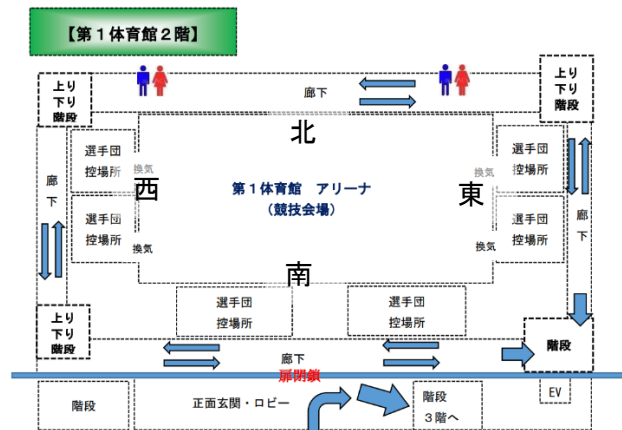 【第１体育館２階】
上り
下り
階段
廊下
上り
下り
階段
北
選手団
控場所
換気
西
第１体育館　アリーナ
（競技会場）
東
換気
選手団
控場所
廊下
選手団
控場所
換気
換気
選手団
控場所
廊下
南
選手団
控場所
選手団
控場所
上り
下り
階段
廊下
階段
扉閉鎖
階段
正面玄関・ロビー
階段
３階へ
EV